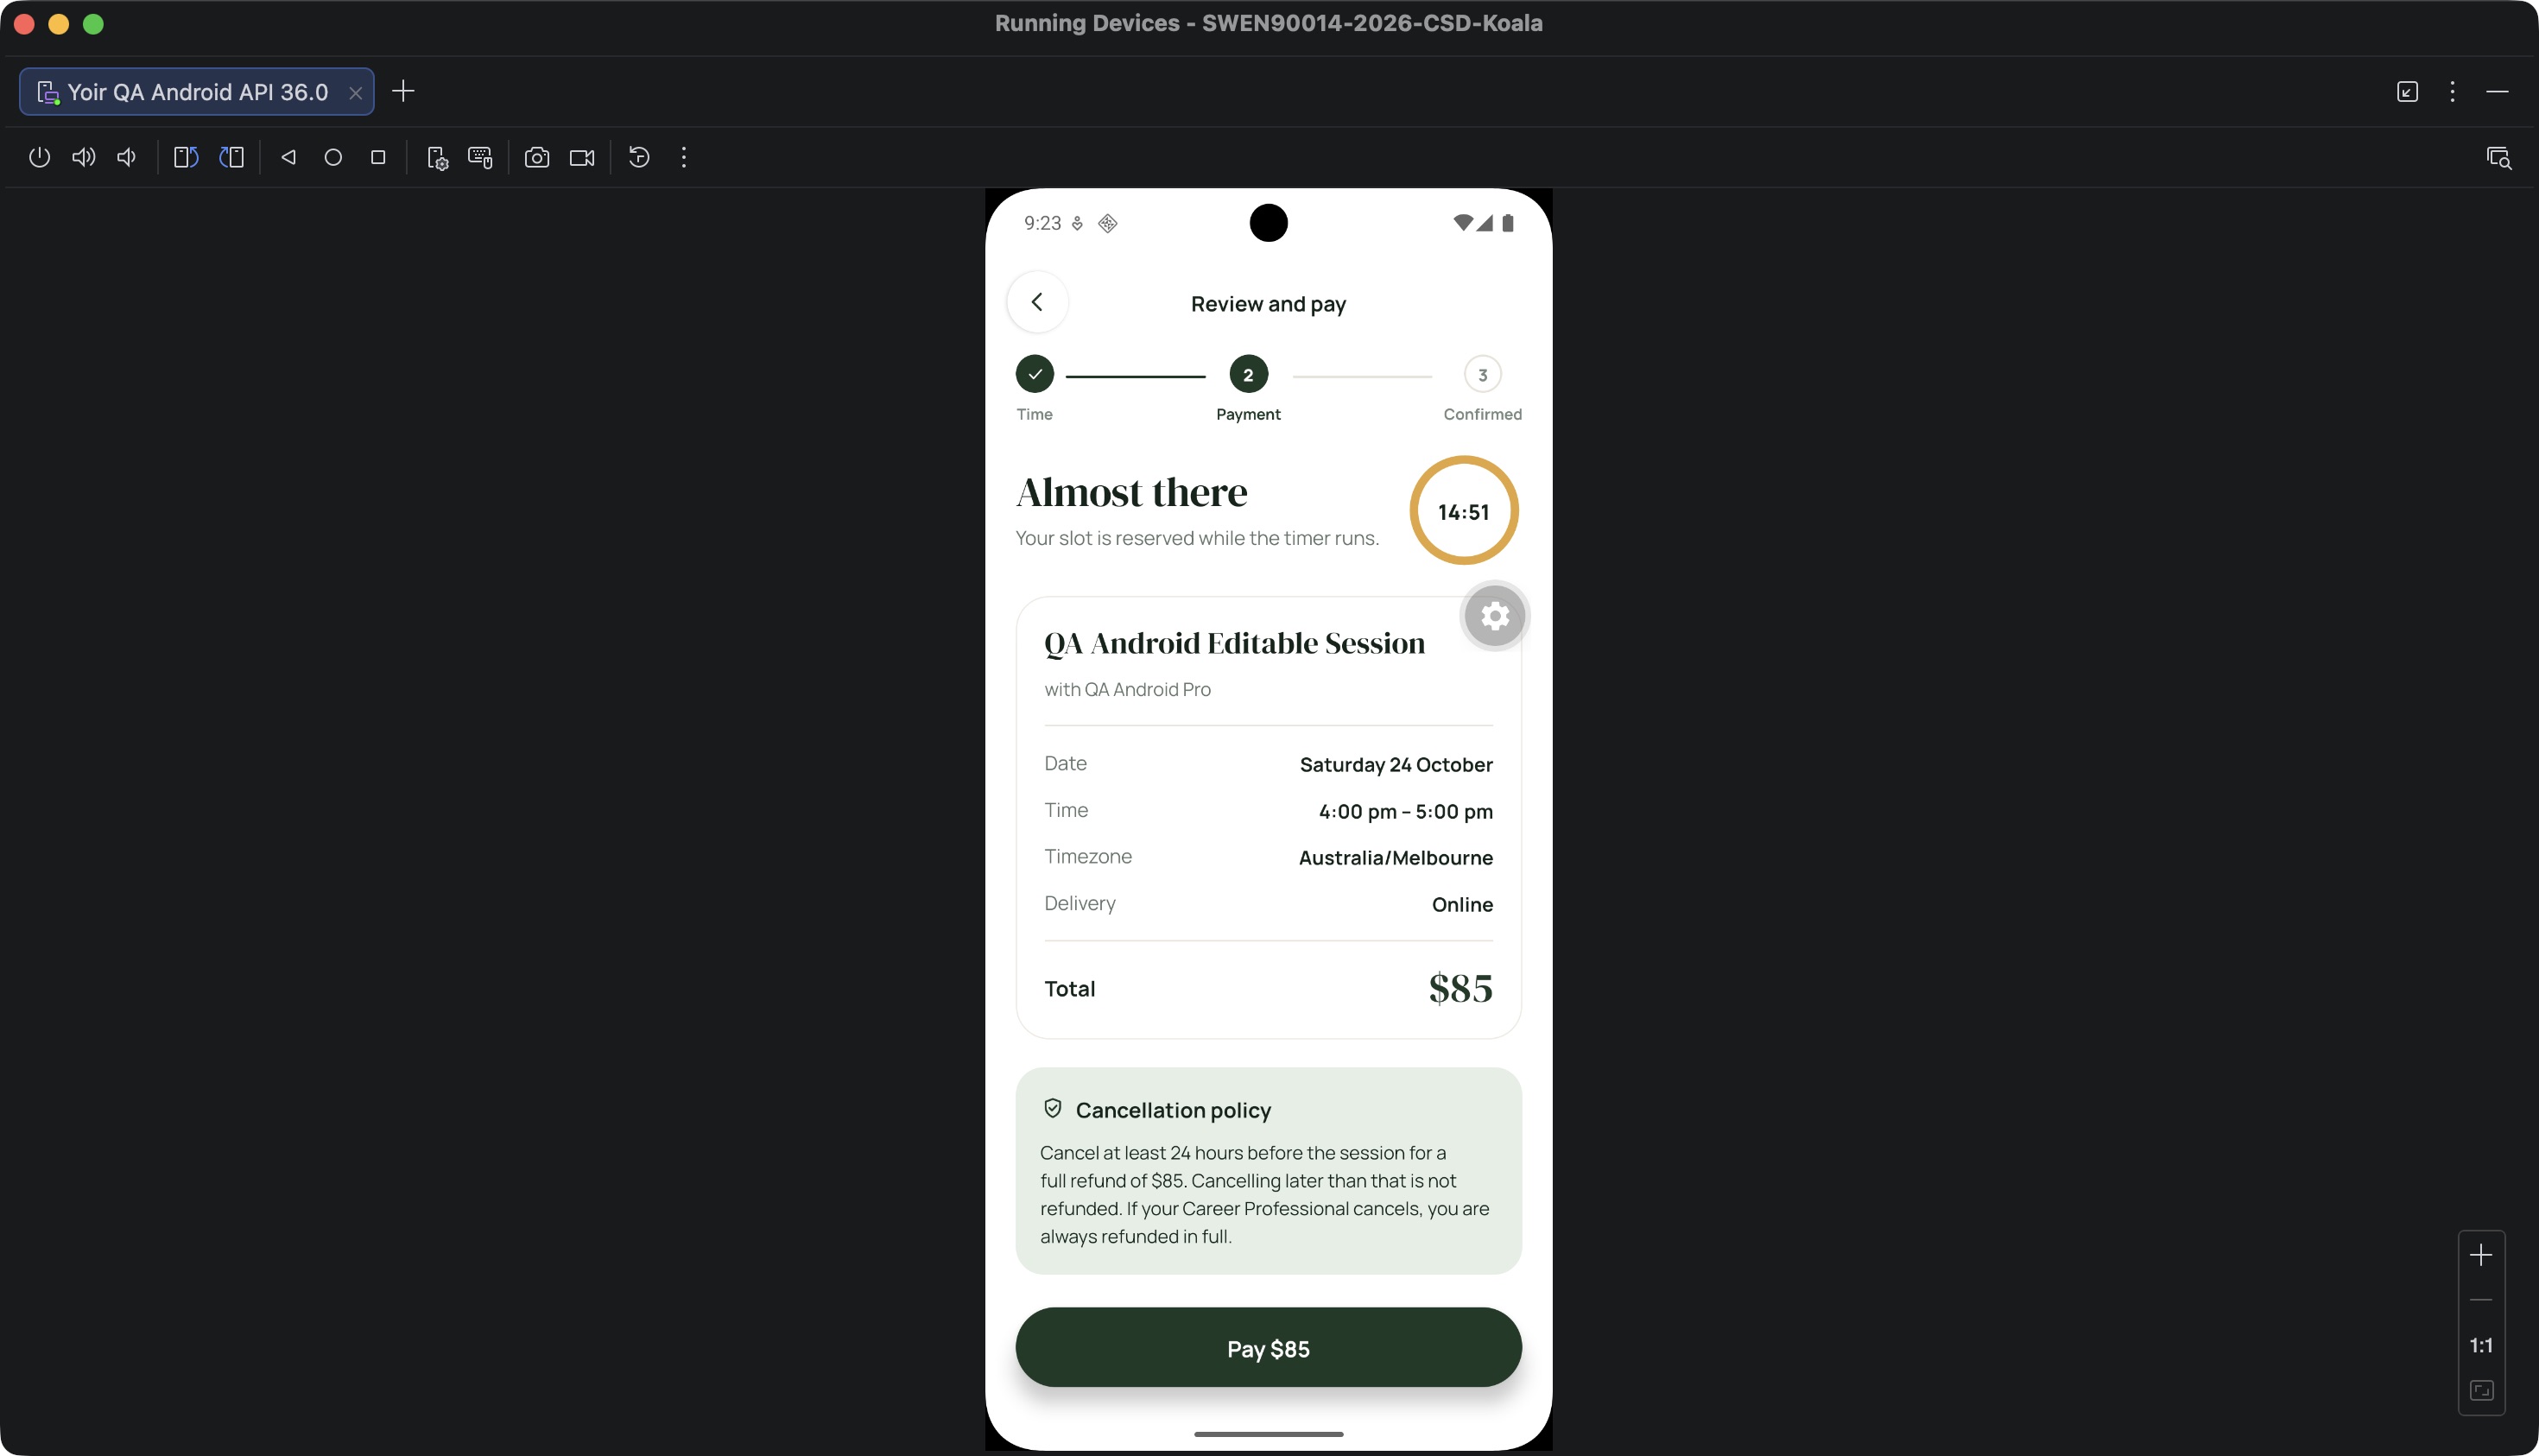 Running Devices - SWEN90014-2026-CSD-Koala
Yoir QA Android API 36.0
9:23
Review and pay
2
3
Time
Payment
Confirmed
Almost there
14:51
Your slot is reserved while the timer runs.
QA Android Editable Session
with QA Android Pro
Date
Saturday 24 October
Time
4:00 pm – 5:00 pm
Timezone
Australia/Melbourne
Delivery
Online
Total
$85
Cancellation policy
Cancel at least 24 hours before the session for a
full refund of $85. Cancelling later than that is not
refunded. If your Career Professional cancels, you are
always refunded in full.
Pay $85
1:1